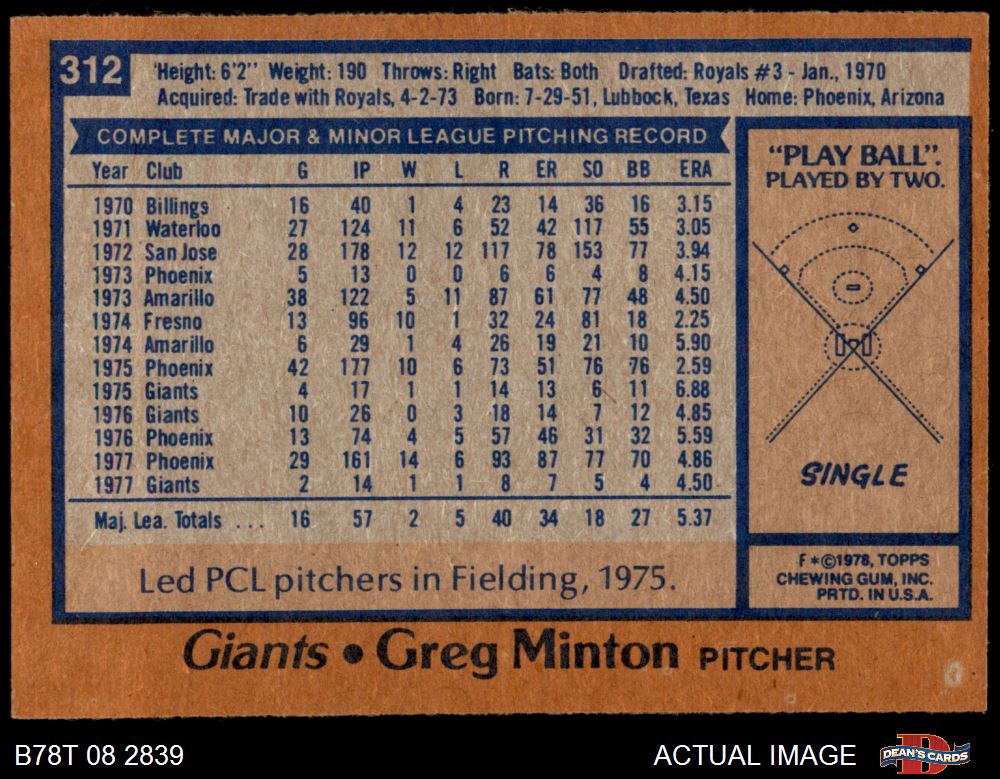 312
Height: 6'2" Weight: 190 Throws: Right Bats: Both Drafted: Royals #3 - Jan., 1970
Acquired: Trade with Royals, 4-2-73 Born: 7-29-51, Lubbock, Texas Home: Phoenix, Arizona
COMPLETE MAJOR & MINOR LEAGUE PITCHING RECORD
Year Club G IP W L R ER SO BB ERA
1970 Billings 16 40 1 4 23 14 36 16 3.15
1971 Waterloo 27 124 11 6 52 42 117 55 3.05
1972 San Jose 28 178 12 12 117 78 153 77 3.94
1973 Phoenix 5 13 0 0 6 6 4 8 4.15
1973 Amarillo 38 122 5 11 87 61 77 48 4.50
1974 Fresno 13 96 10 1 32 24 81 18 2.25
1974 Amarillo 6 29 1 4 26 19 21 10 5.90
1975 Phoenix 42 177 10 6 73 51 76 76 2.59
1975 Giants 4 17 1 1 14 13 6 11 6.88
1976 Giants 10 26 0 3 18 14 7 12 4.85
1976 Phoenix 13 74 4 5 57 46 31 32 5.59
1977 Phoenix 29 161 14 6 93 87 77 70 4.86
1977 Giants 2 14 1 1 8 7 5 4 4.50
Maj. Lea. Totals ... 16 57 2 5 40 34 18 27 5.37
Led PCL pitchers in Fielding, 1975.
"PLAY BALL".
PLAYED BY TWO.
SINGLE
F *©1978, TOPPS
CHEWING GUM, INC.
PRTD. IN U.S.A.
Giants • Greg Minton PITCHER
B78T 08 2839
ACTUAL IMAGE
DEAN'S CARDS